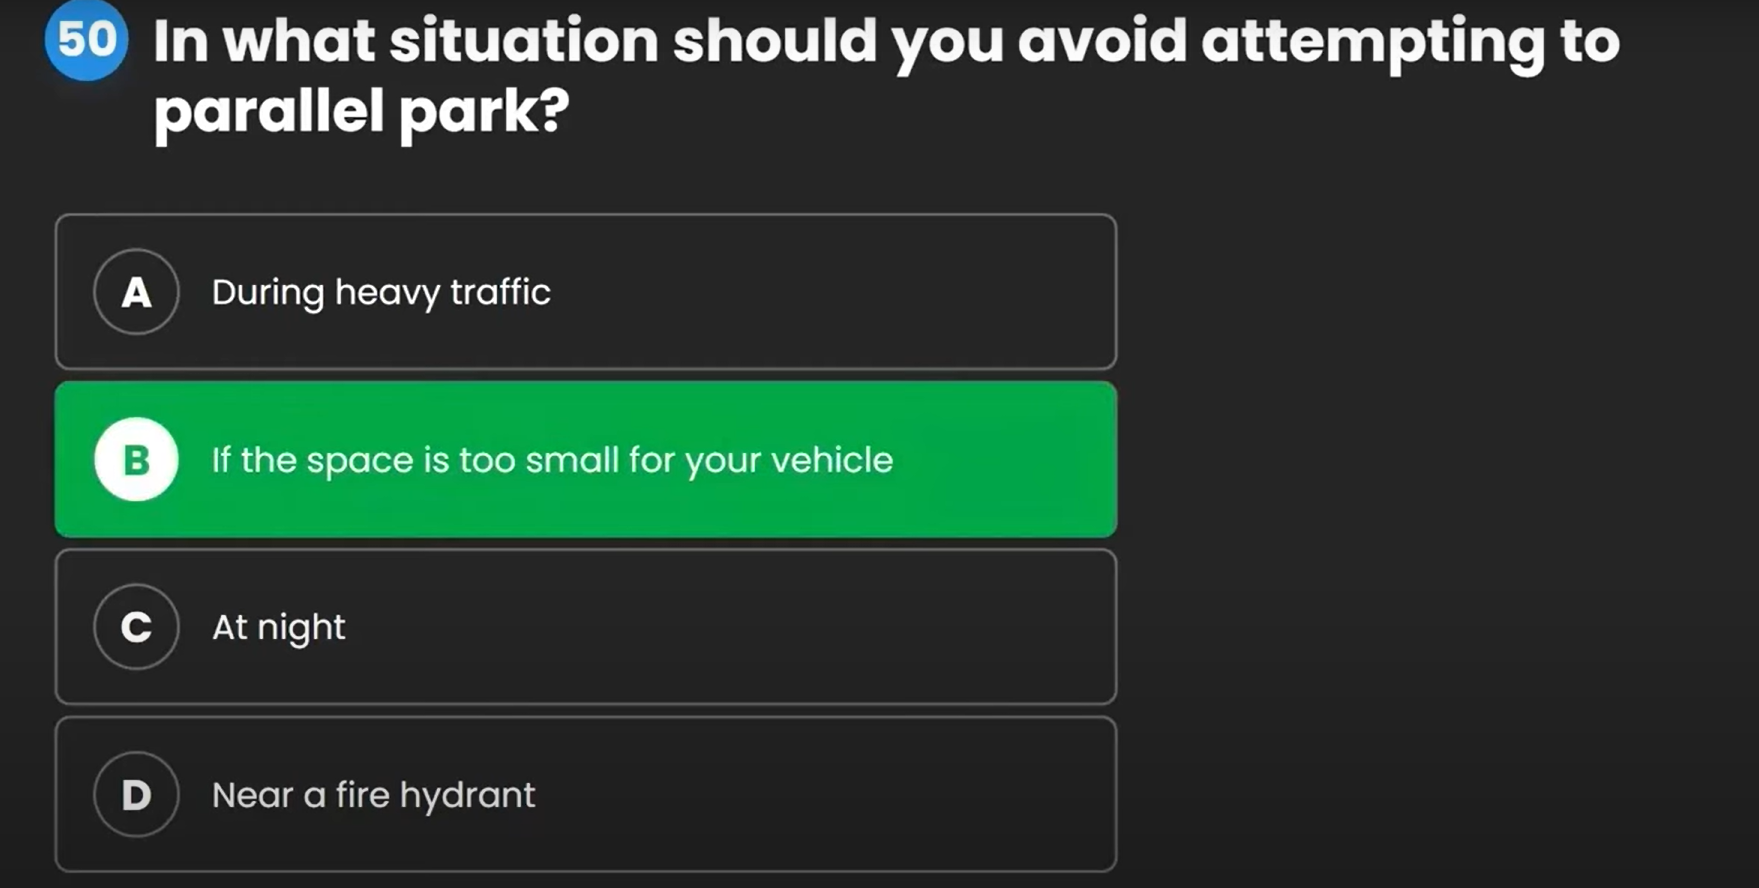 50 In what situation should you avoid attempting to
parallel park?
A During heavy traffic
B If the space is too small for your vehicle
C At night
D Near a fire hydrant